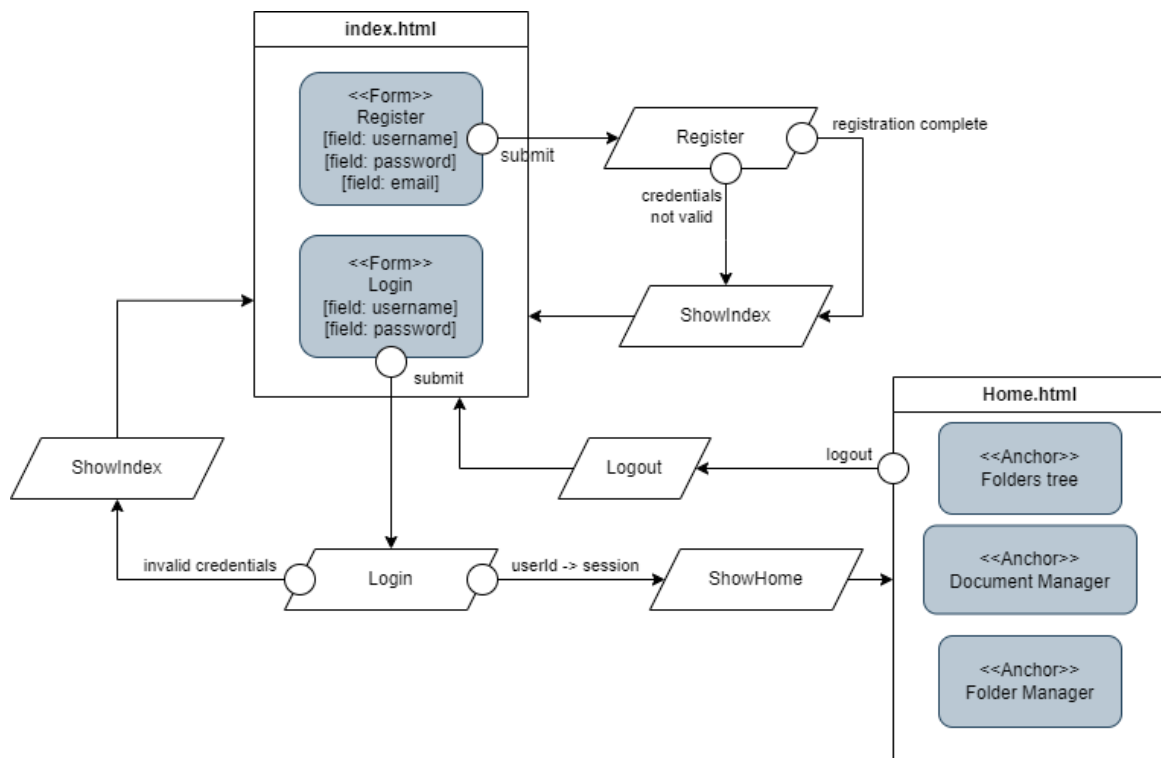 index.html
<<Form>>
Register
[field: username]
[field: password]
[field: email]
submit
Register
registration complete
credentials
not valid
<<Form>>
Login
[field: username]
[field: password]
submit
ShowIndex
ShowIndex
Logout
logout
Home.html
<<Anchor>>
Folders tree
<<Anchor>>
Document Manager
<<Anchor>>
Folder Manager
invalid credentials
Login
userId -> session
ShowHome